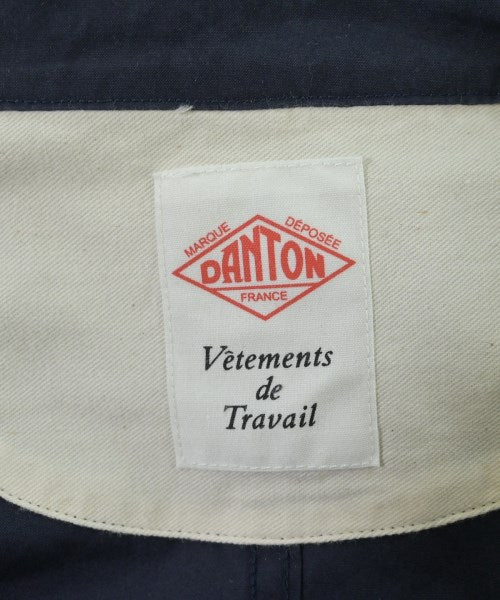 MARQUE DÉPOSÉE
DANTON
FRANCE
Vêtements
de
Travail